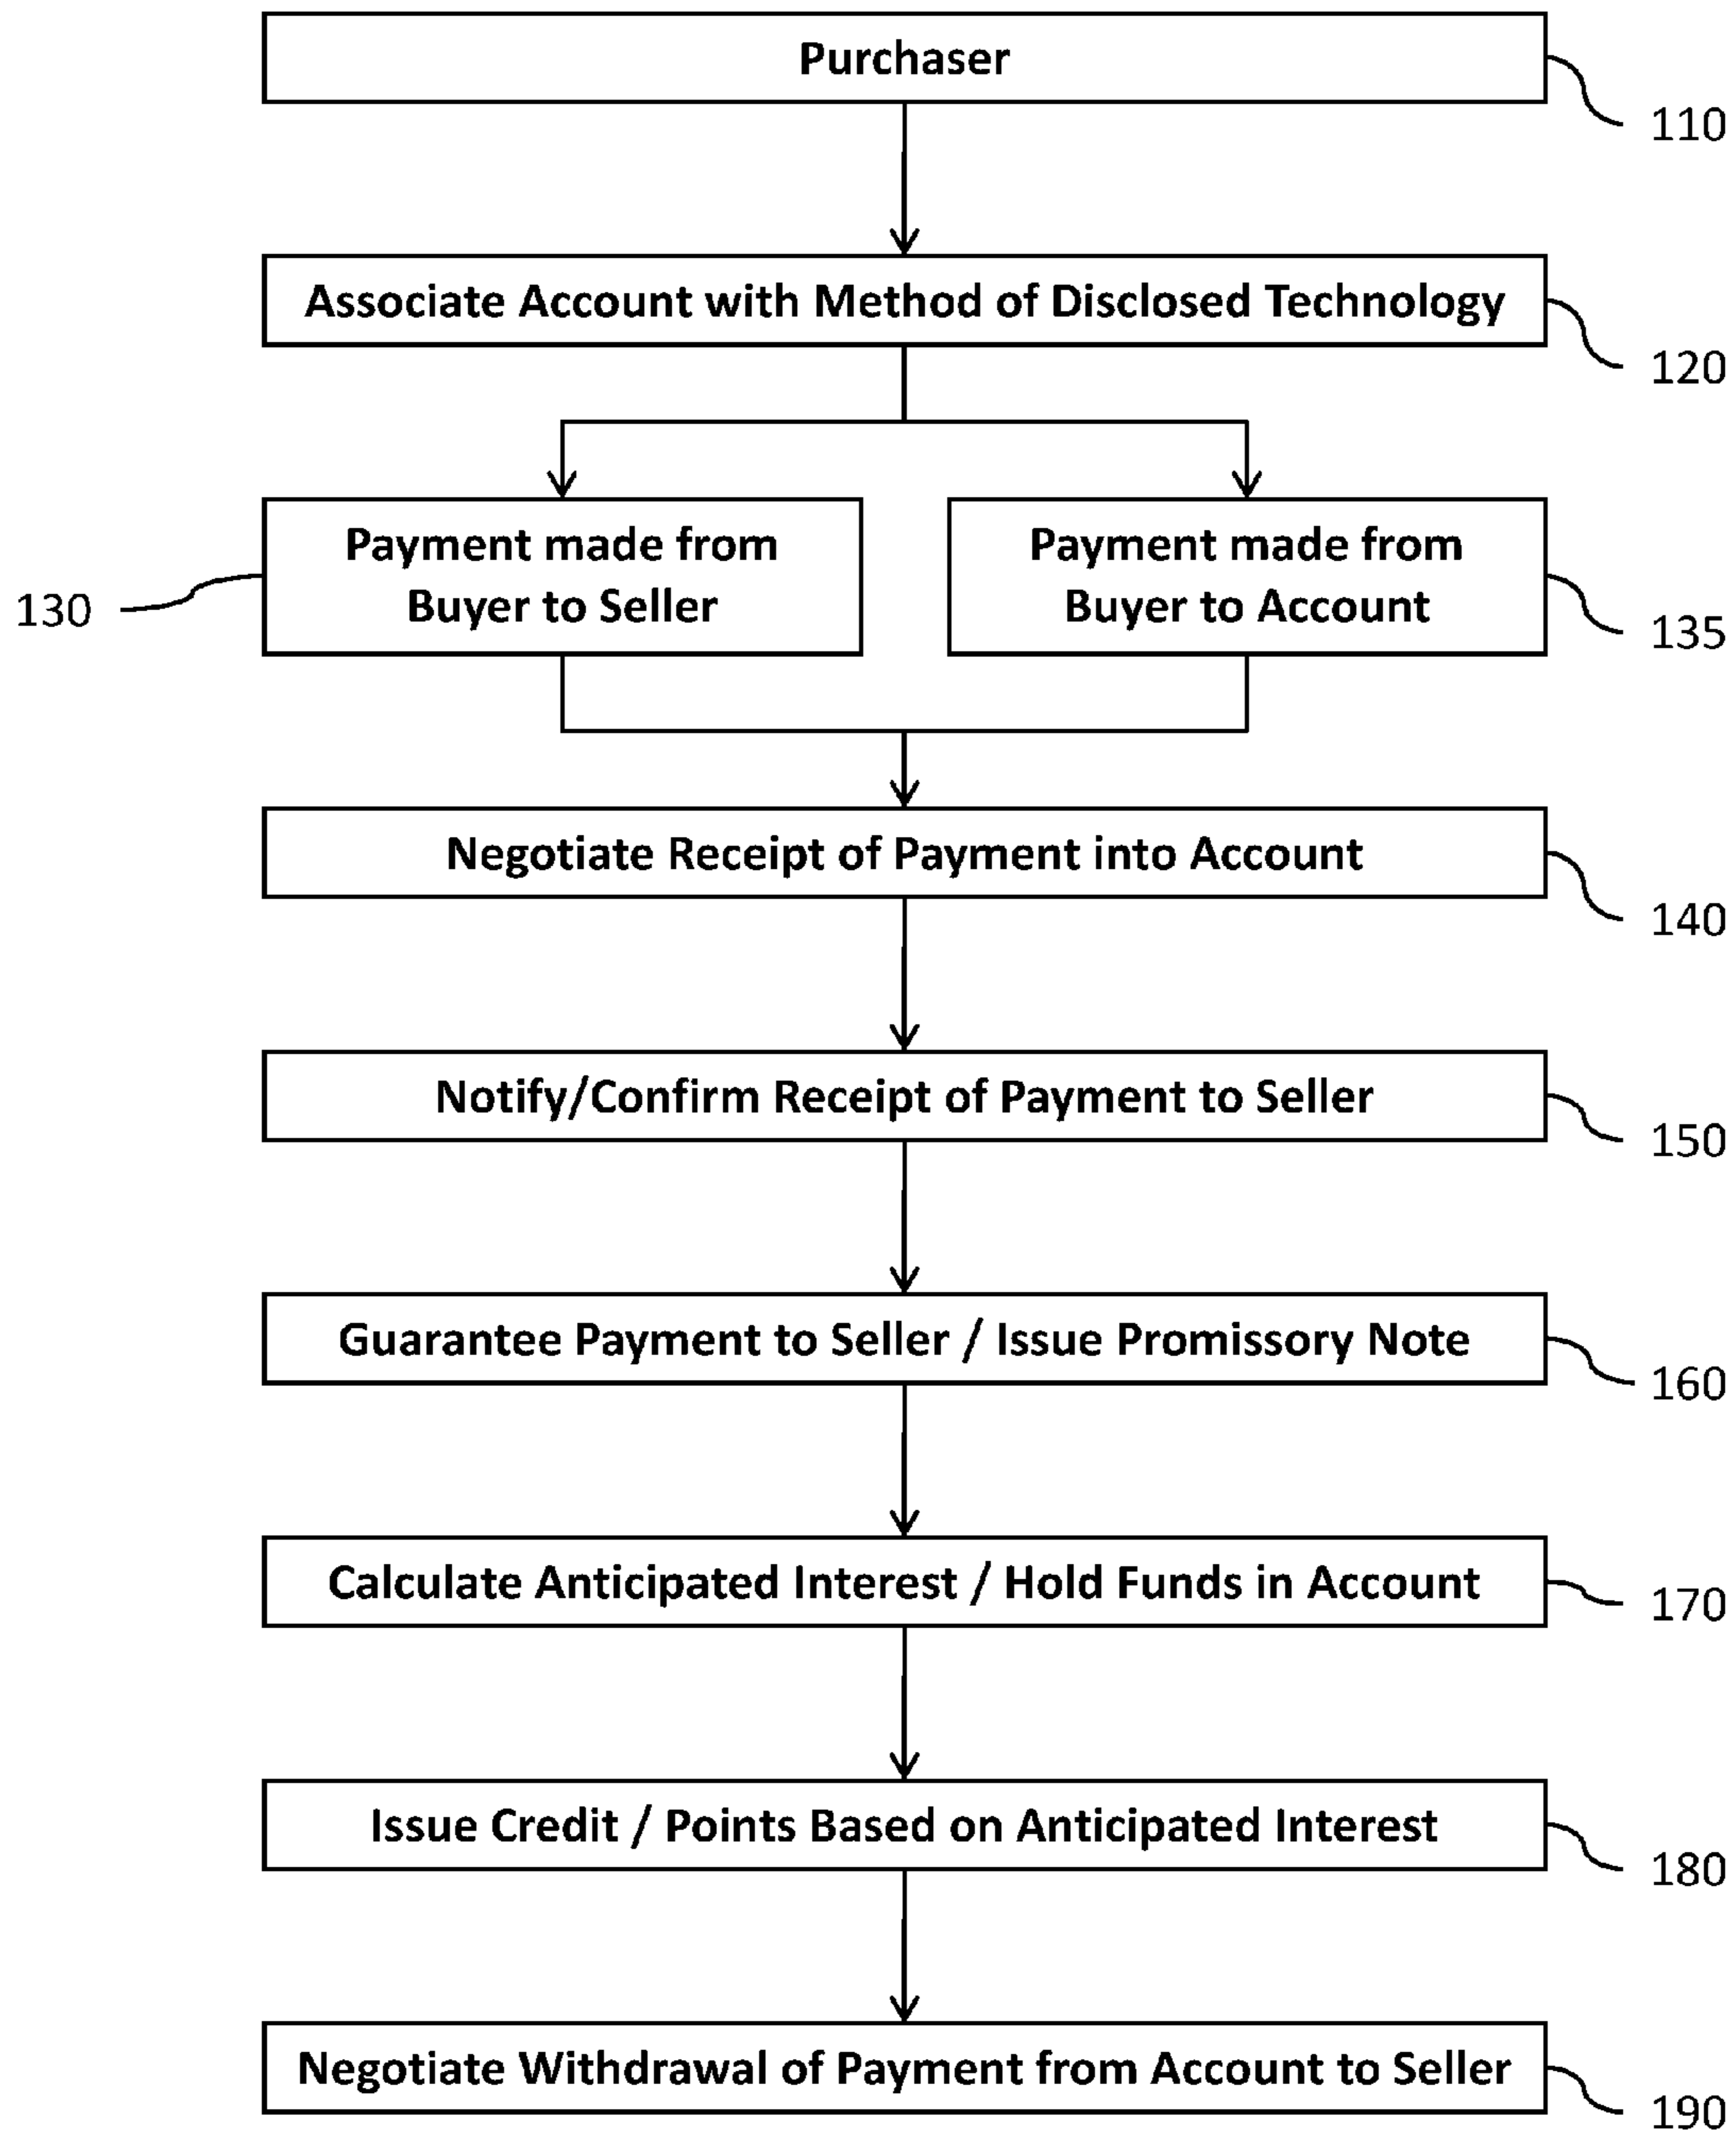 Purchaser
110
Associate Account with Method of Disclosed Technology
120
Payment made from
Buyer to Seller
130
Payment made from
Buyer to Account
135
Negotiate Receipt of Payment into Account
140
Notify/Confirm Receipt of Payment to Seller
150
Guarantee Payment to Seller / Issue Promissory Note
160
Calculate Anticipated Interest / Hold Funds in Account
170
Issue Credit / Points Based on Anticipated Interest
180
Negotiate Withdrawal of Payment from Account to Seller
190